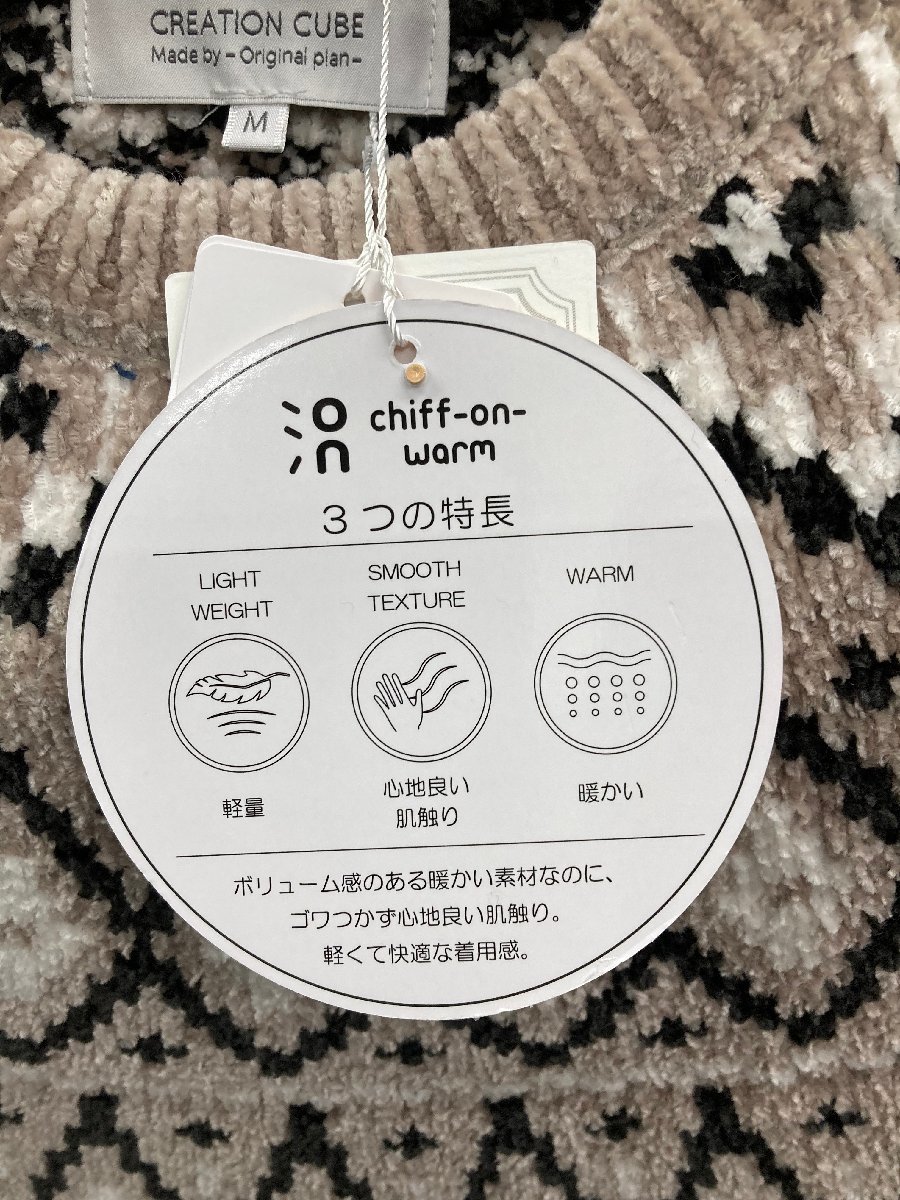 CREATION CUBE
Made by - Original plan -
M
chiff-on-
warm
3つの特長
LIGHT
WEIGHT
SMOOTH
TEXTURE
WARM
軽量
心地良い
肌触り
暖かい
ボリューム感のある暖かい素材なのに、
ゴワつかず心地良い肌触り。
軽くて快適な着用感。